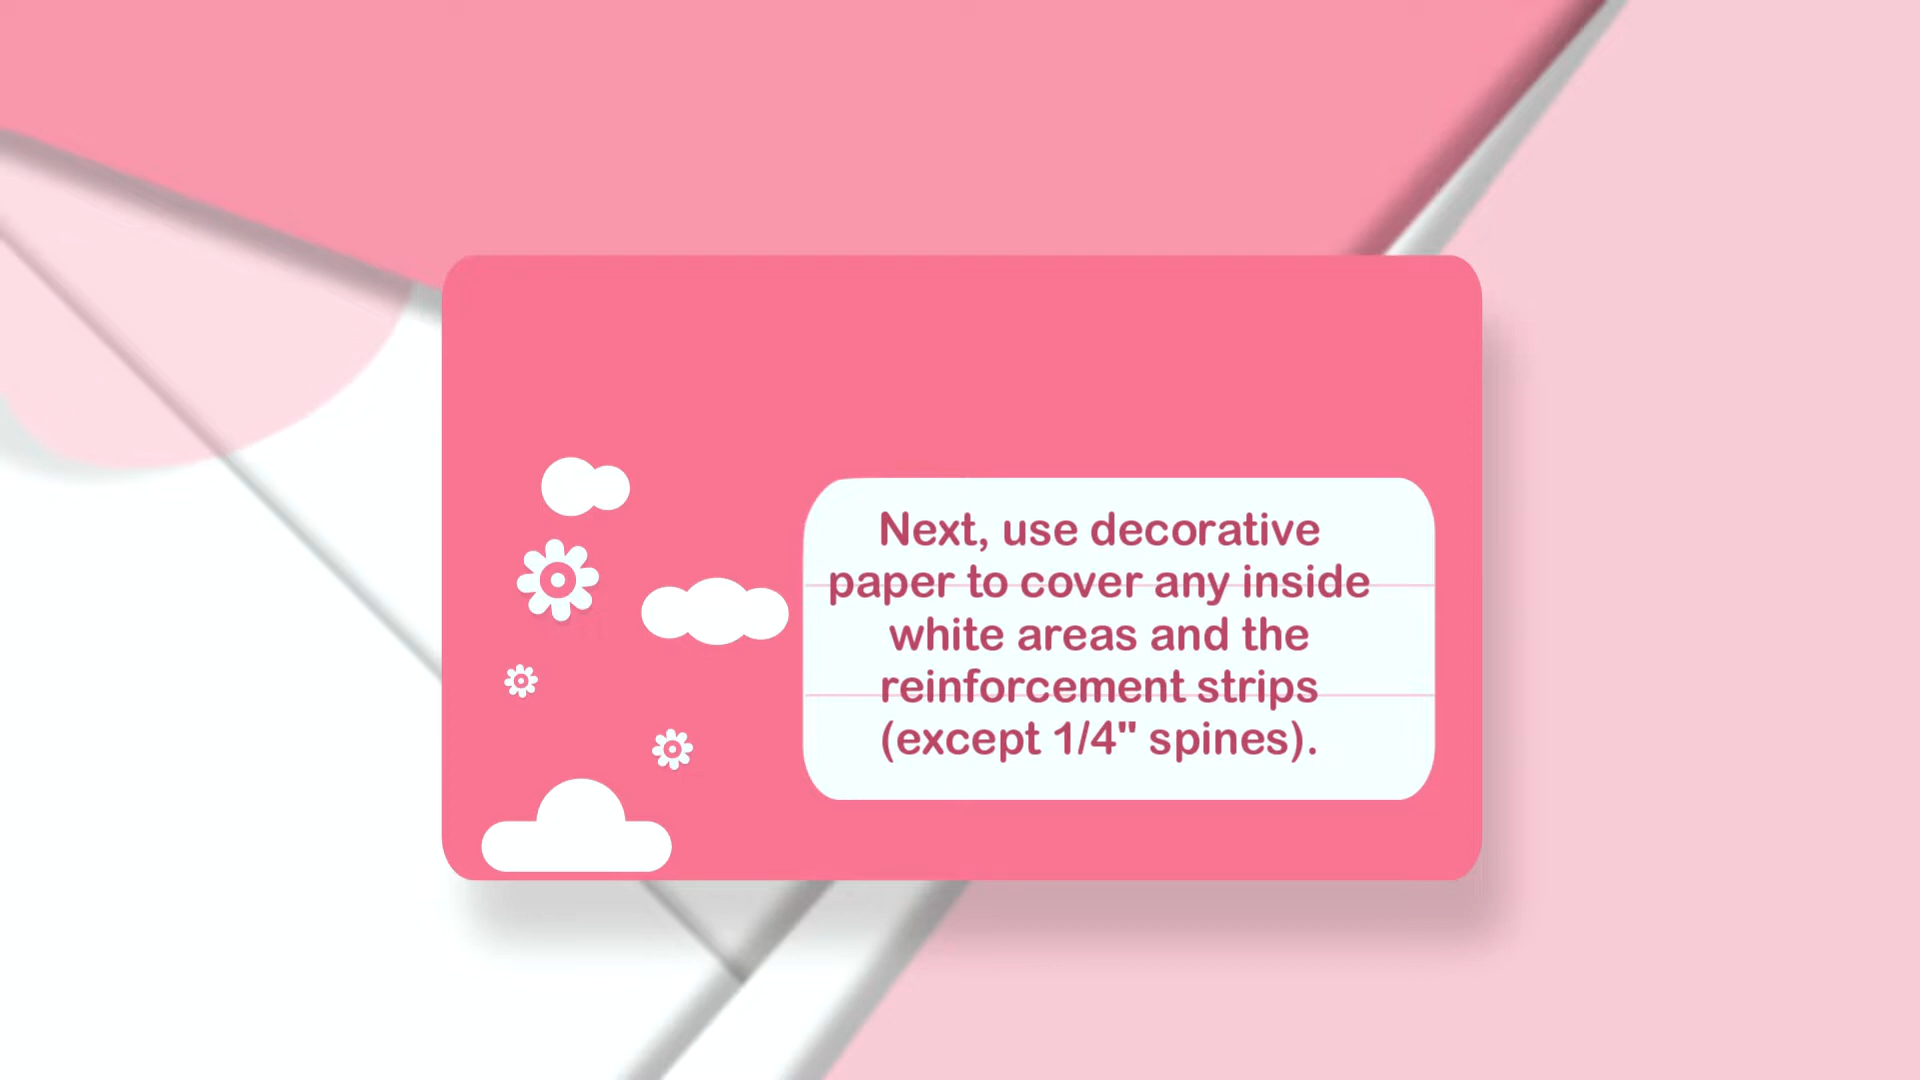 Next, use decorative
paper to cover any inside
white areas and the
reinforcement strips
(except 1/4" spines).